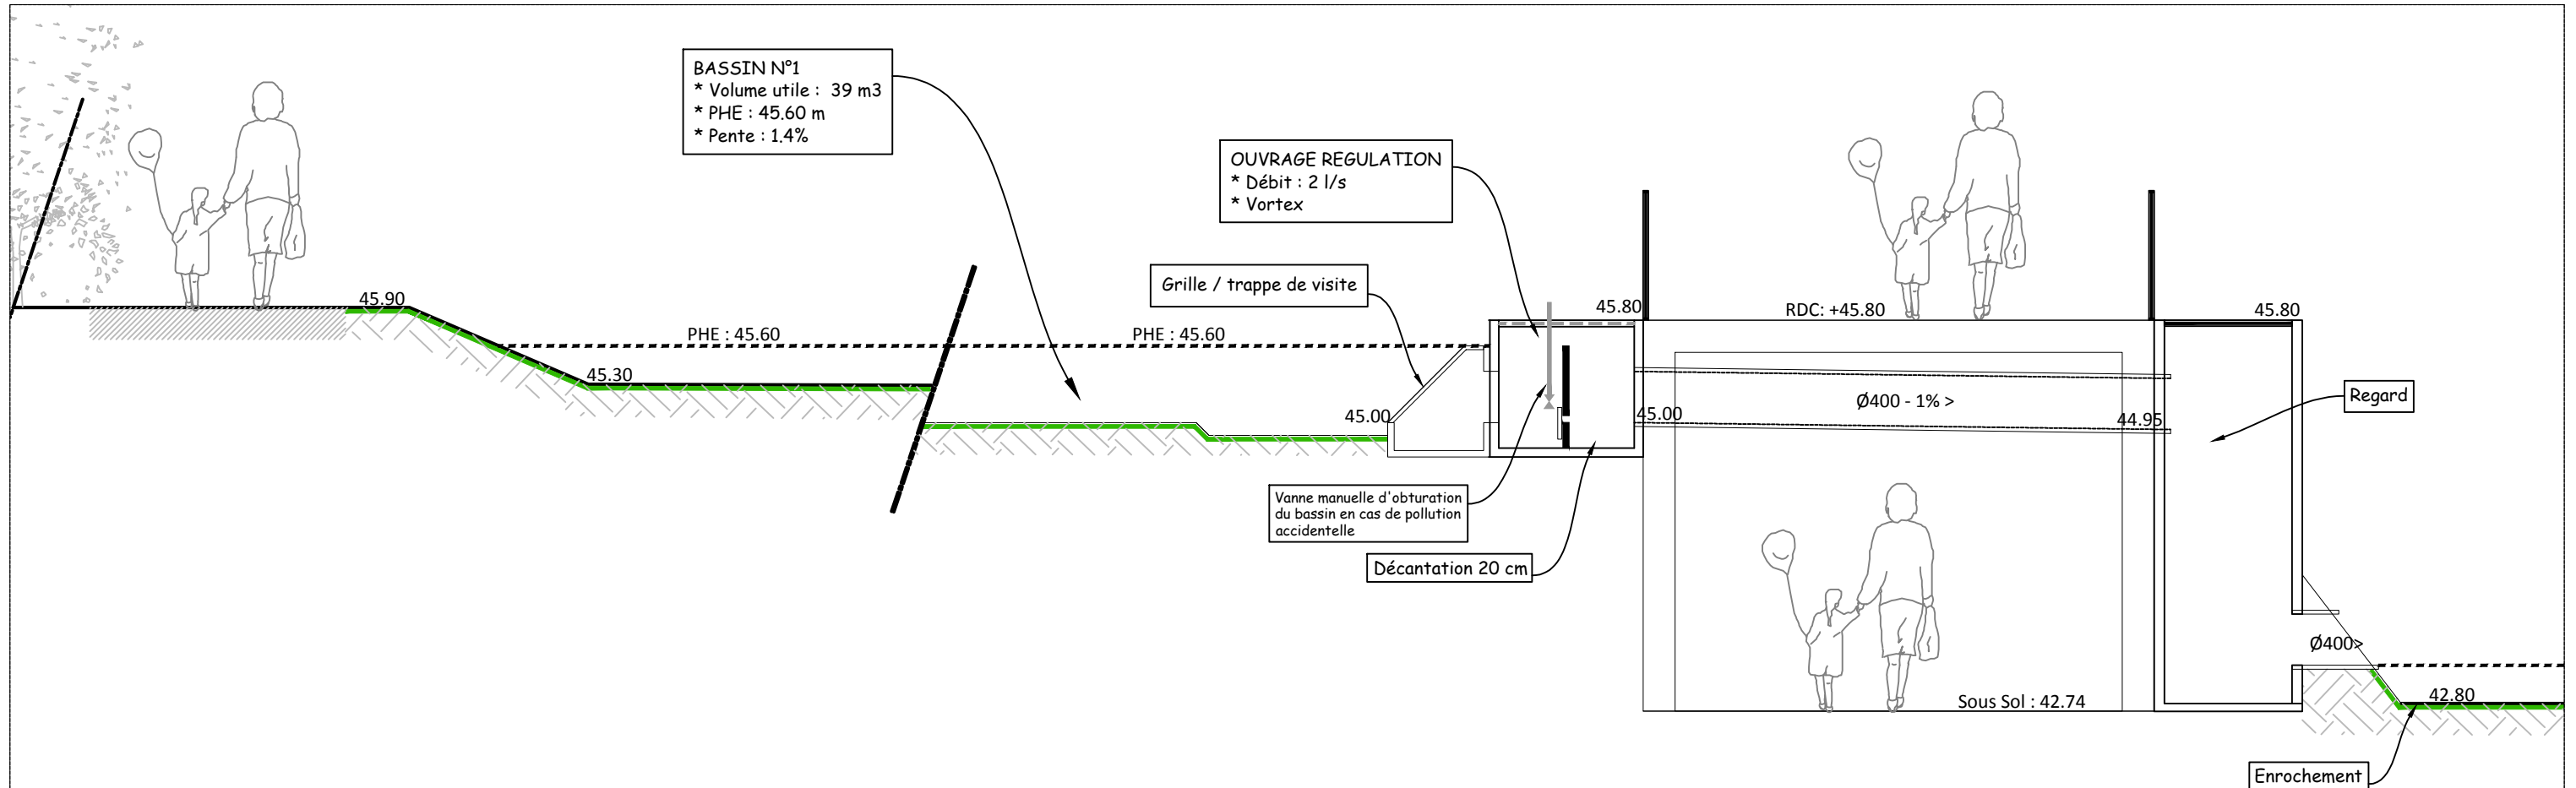 BASSIN N°1
* Volume utile : 39 m3
* PHE : 45.60 m
* Pente : 1.4%
OUVRAGE REGULATION
* Débit : 2 l/s
* Vortex
Grille / trappe de visite
45.90
PHE : 45.60
PHE : 45.60
45.80
RDC: +45.80
45.80
45.30
45.00
45.00
Ø400 - 1% >
44.95
Regard
Vanne manuelle d'obturation
du bassin en cas de pollution
accidentelle
Décantation 20 cm
Ø400>
Sous Sol : 42.74
42.80
Enrochement